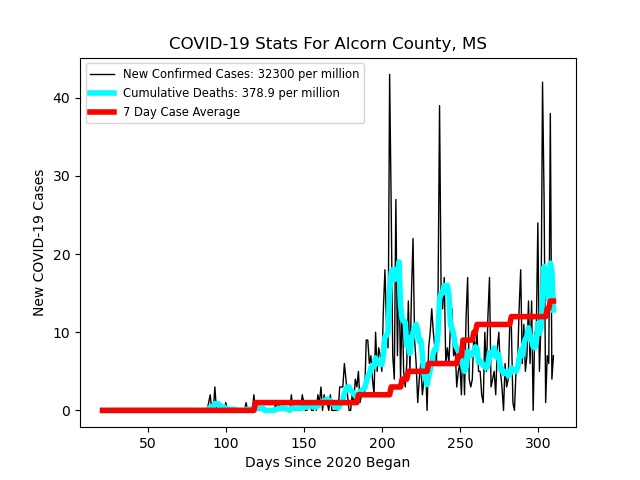 COVID-19 Stats For Alcorn County, MS
New Confirmed Cases: 32300 per million
Cumulative Deaths: 378.9 per million
7 Day Case Average
New COVID-19 Cases
40
30
20
10
0
50 100 150 200 250 300
Days Since 2020 Began